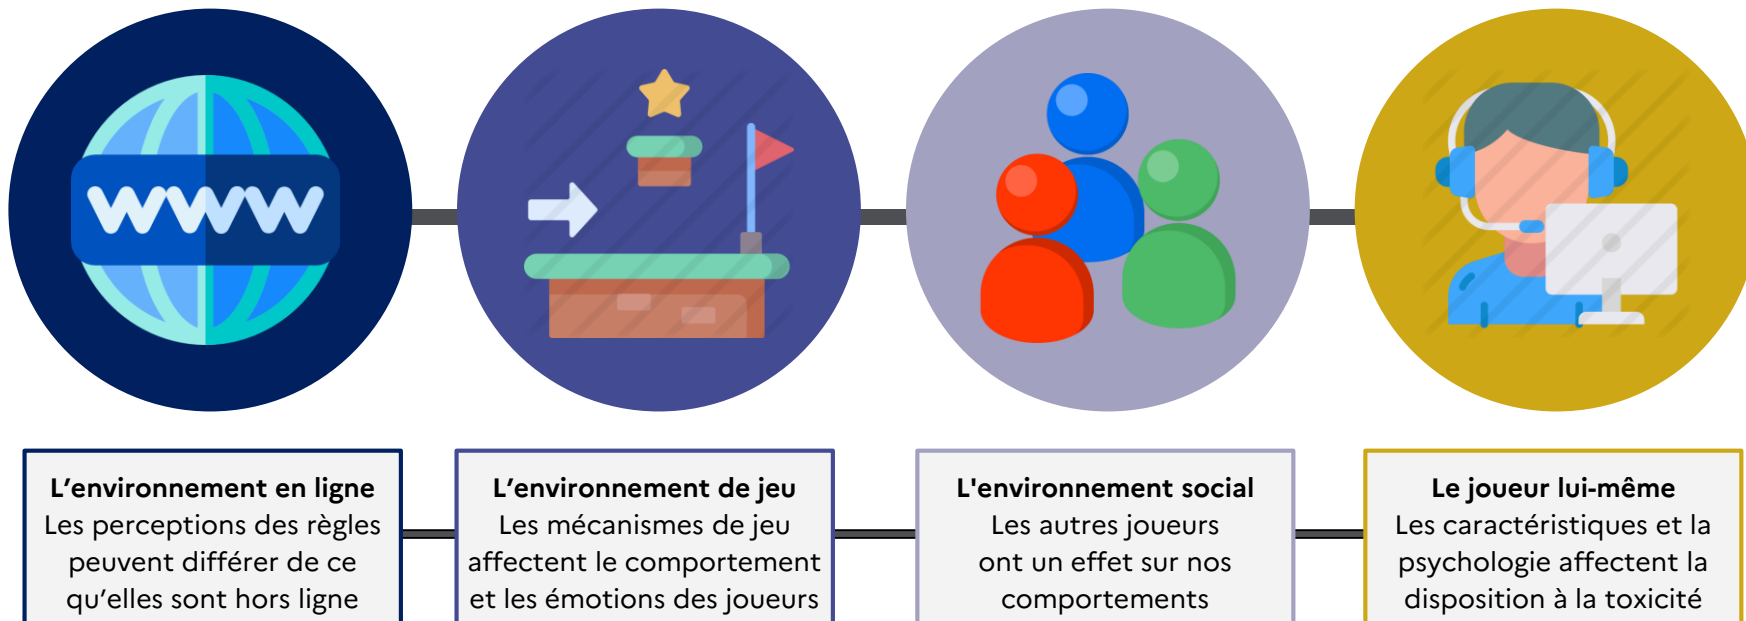 www
L’environnement en ligne
Les perceptions des règles
peuvent différer de ce
qu’elles sont hors ligne
L’environnement de jeu
Les mécanismes de jeu
affectent le comportement
et les émotions des joueurs
L'environnement social
Les autres joueurs
ont un effet sur nos
comportements
Le joueur lui-même
Les caractéristiques et la
psychologie affectent la
disposition à la toxicité